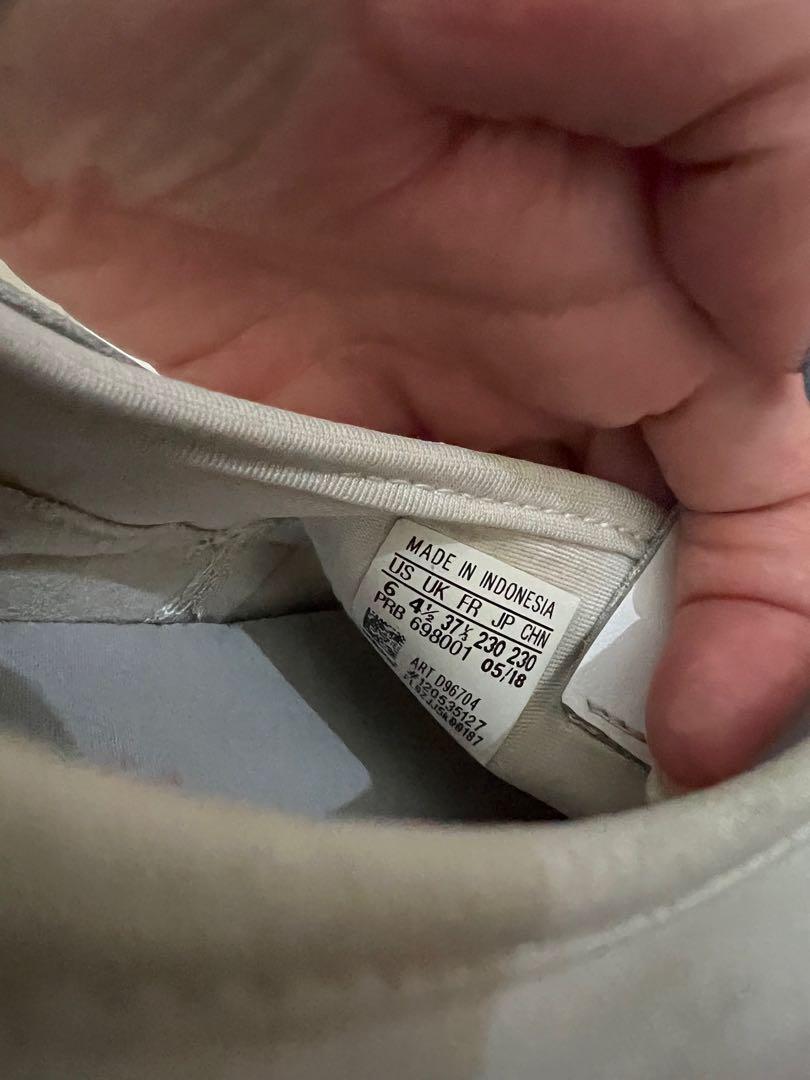 MADE IN INDONESIA
US UK FR JP CHN
6 4½ 37⅓ 230 230
PRB 698001 05/18
ART D96704
#120535127